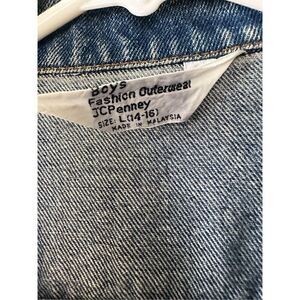 Boys
Fashion Outerwear
JCPenney
SIZE: L(14-16)
MADE IN MALAYSIA